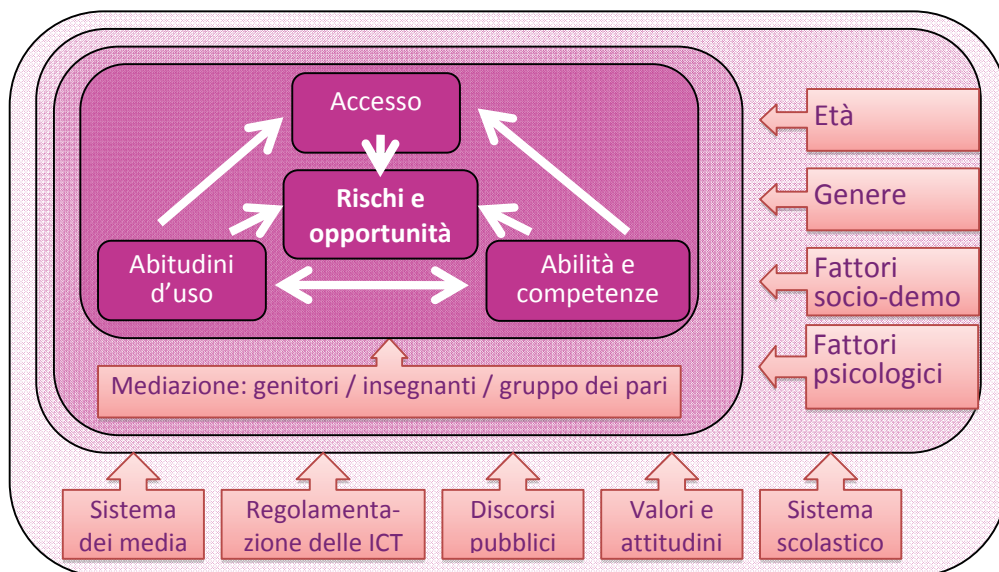 Accesso
Rischi e
opportunità
Abitudini
d'uso
Abilità e
competenze
Mediazione: genitori / insegnanti / gruppo dei pari
Età
Genere
Fattori
socio-demo
Fattori
psicologici
Sistema
dei media
Regolamenta-
zione delle ICT
Discorsi
pubblici
Valori e
attitudini
Sistema
scolastico